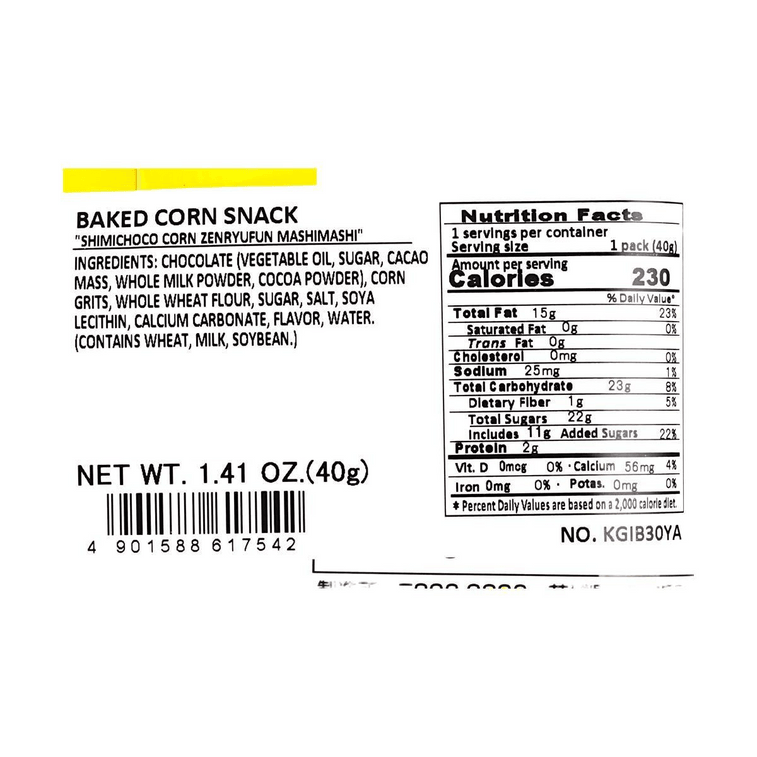 BAKED CORN SNACK
"SHIMICHOCO CORN ZENRYUFUN MASHIMASHI"
INGREDIENTS: CHOCOLATE (VEGETABLE OIL, SUGAR, CACAO
MASS, WHOLE MILK POWDER, COCOA POWDER), CORN
GRITS, WHOLE WHEAT FLOUR, SUGAR, SALT, SOYA
LECITHIN, CALCIUM CARBONATE, FLAVOR, WATER.
(CONTAINS WHEAT, MILK, SOYBEAN.)
NET WT. 1.41 OZ.(40g)
4 901588 617542
Nutrition Facts
1 servings per container
Serving size 1 pack (40g)
Amount per serving
Calories 230
% Daily Value*
Total Fat 15g 23%
Saturated Fat 0g 0%
Trans Fat 0g
Cholesterol 0mg 0%
Sodium 25mg 1%
Total Carbohydrate 23g 8%
Dietary Fiber 1g 5%
Total Sugars 22g
Includes 11g Added Sugars 22%
Protein 2g
Vit. D 0mcg 0% · Calcium 56mg 4%
Iron 0mg 0% · Potas. 0mg 0%
* Percent Daily Values are based on a 2,000 calorie diet.
NO. KGIB30YA